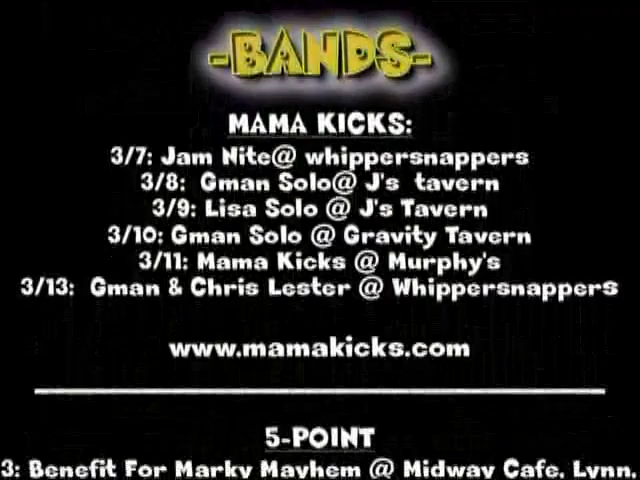 -BANDS-
MAMA KICKS:
3/7: Jam Nite@ whippersnappers
3/8:  Gman Solo@ J's  tavern
3/9: Lisa Solo @ J's Tavern
3/10: Gman Solo @ Gravity Tavern
3/11: Mama Kicks @ Murphy's
3/13:  Gman & Chris Lester @ Whippersnappers
www.mamakicks.com
5-POINT
3: Benefit For Marky Mayhem @ Midway Cafe, Lynn,